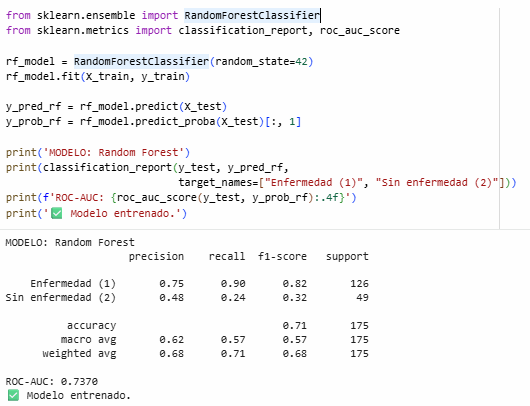 from sklearn.ensemble import RandomForestClassifier
from sklearn.metrics import classification_report, roc_auc_score
rf_model = RandomForestClassifier(random_state=42)
rf_model.fit(X_train, y_train)
y_pred_rf = rf_model.predict(X_test)
y_prob_rf = rf_model.predict_proba(X_test)[:, 1]
print('MODELO: Random Forest')
print(classification_report(y_test, y_pred_rf,
target_names=["Enfermedad (1)", "Sin enfermedad (2)"]))
print(f'ROC-AUC: {roc_auc_score(y_test, y_prob_rf):.4f}')
print('✅ Modelo entrenado.')
MODELO: Random Forest
precision recall f1-score support
Enfermedad (1) 0.75 0.90 0.82 126
Sin enfermedad (2) 0.48 0.24 0.32 49
accuracy 0.71 175
macro avg 0.62 0.57 0.57 175
weighted avg 0.68 0.71 0.68 175
ROC-AUC: 0.7370
✅ Modelo entrenado.